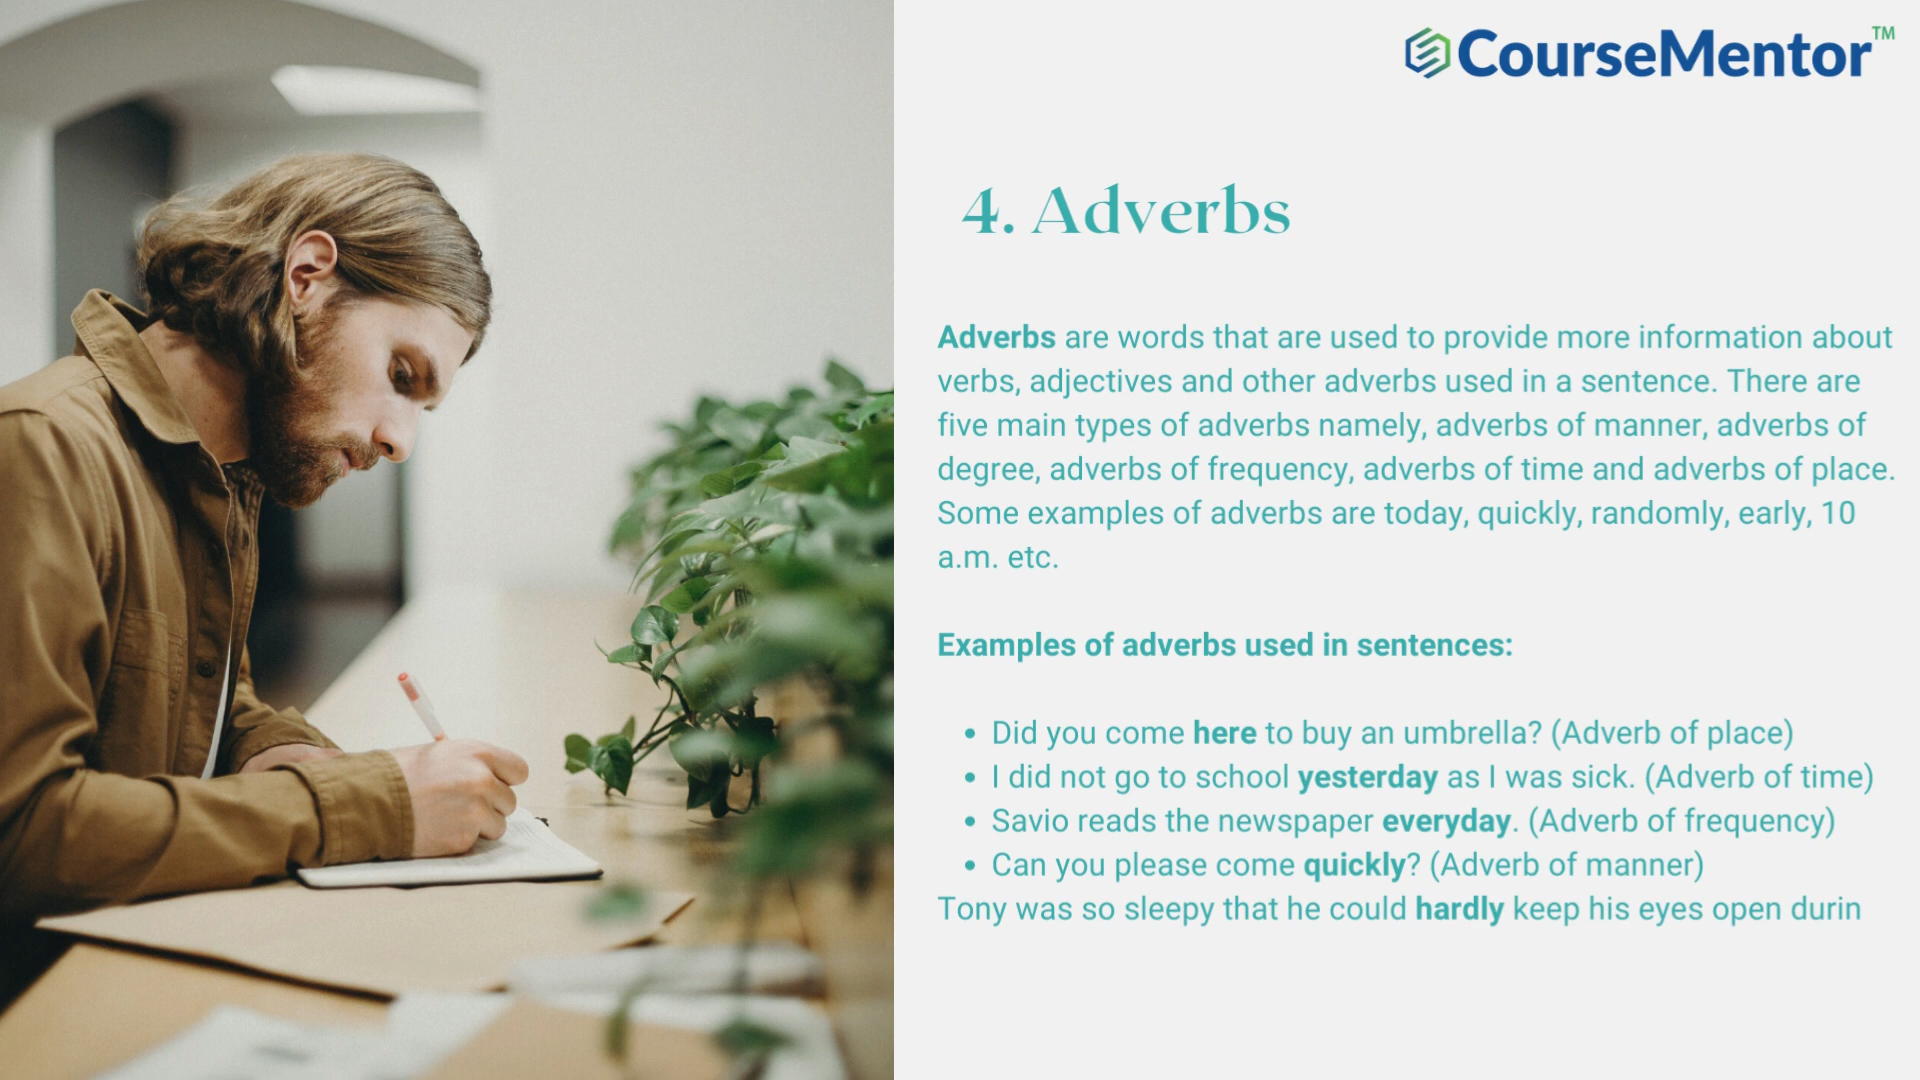 CourseMentor™
4. Adverbs
Adverbs are words that are used to provide more information about
verbs, adjectives and other adverbs used in a sentence. There are
five main types of adverbs namely, adverbs of manner, adverbs of
degree, adverbs of frequency, adverbs of time and adverbs of place.
Some examples of adverbs are today, quickly, randomly, early, 10
a.m. etc.
Examples of adverbs used in sentences:
• Did you come here to buy an umbrella? (Adverb of place)
• I did not go to school yesterday as I was sick. (Adverb of time)
• Savio reads the newspaper everyday. (Adverb of frequency)
• Can you please come quickly? (Adverb of manner)
Tony was so sleepy that he could hardly keep his eyes open durin